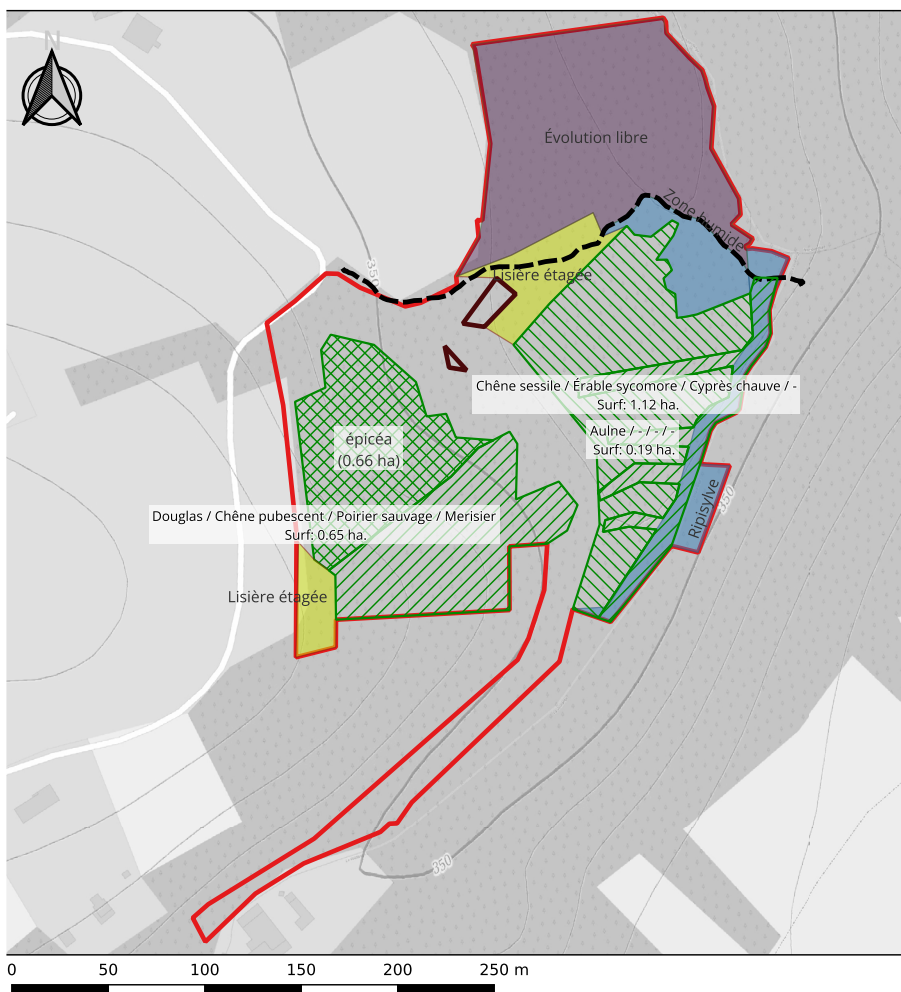 N
Évolution libre
Zone humide
350
Lisière étagée
Chêne sessile / Érable sycomore / Cyprès chauve / -
Surf: 1.12 ha.
Aulne / - / - / -
Surf: 0.19 ha.
épicéa
(0.66 ha)
Ripisylve
350
Douglas / Chêne pubescent / Poirier sauvage / Merisier
Surf: 0.65 ha.
Lisière étagée
350
0 50 100 150 200 250 m